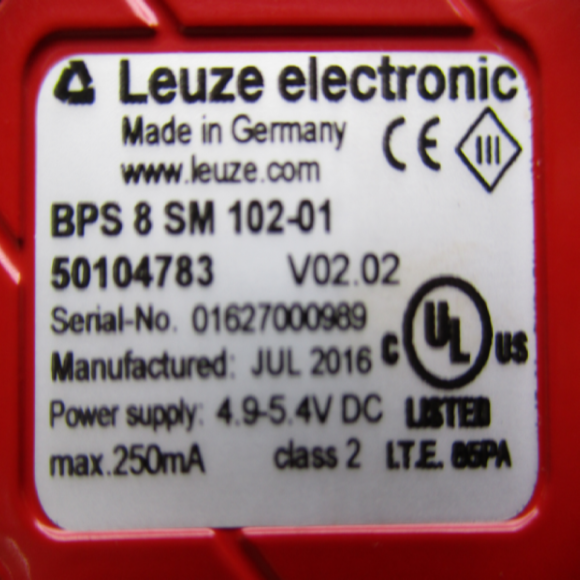 Leuze electronic
Made in Germany
www.leuze.com
CE
III
BPS 8 SM 102-01
50104783 V02.02
Serial-No. 01627000989
Manufactured: JUL 2016
C UL US
Power supply: 4.9-5.4V DC LISTED
max.250mA class 2 I.T.E. 85PA